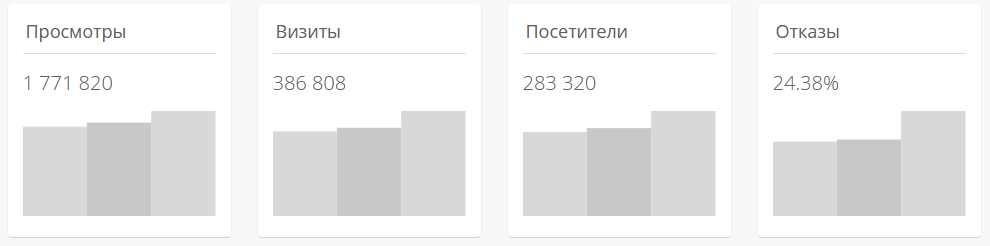 Просмотры
1 771 820
Визиты
386 808
Посетители
283 320
Отказы
24.38%